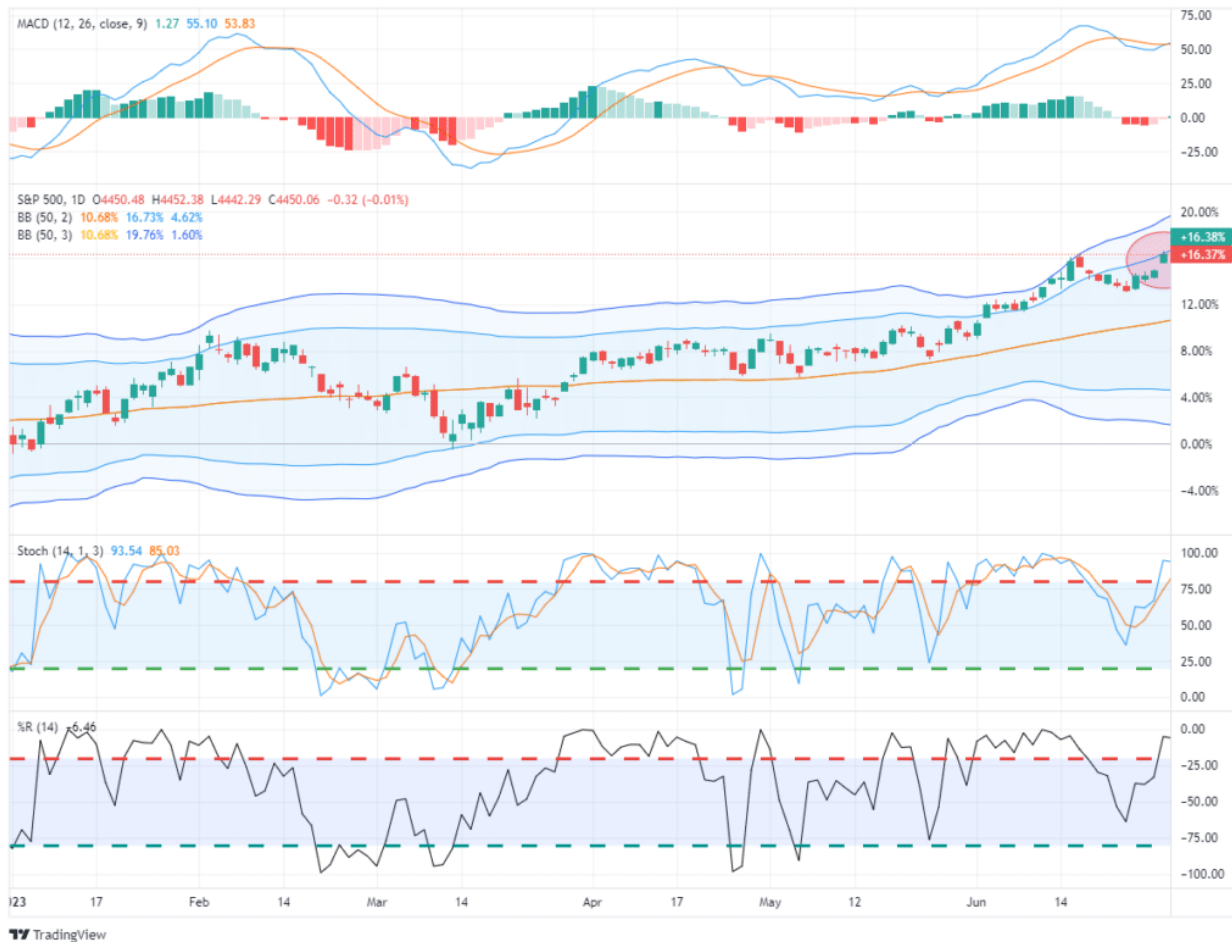 MACD (12, 26, close, 9) 1.27 55.10 53.83
75.00
50.00
25.00
0.00
−25.00
S&P 500, 1D O4450.48 H4452.38 L4442.29 C4450.06 −0.32 (−0.01%)
BB (50, 2) 10.68% 16.73% 4.62%
BB (50, 3) 10.68% 19.76% 1.60%
20.00%
+16.38%
+16.37%
12.00%
8.00%
4.00%
0.00%
−4.00%
Stoch (14, 1, 3) 93.54 85.03
100.00
75.00
50.00
25.00
0.00
%R (14) −6.46
0.00
−25.00
−50.00
−75.00
−100.00
23 17 Feb 14 Mar 14 Apr 17 May 12 Jun 14
TradingView